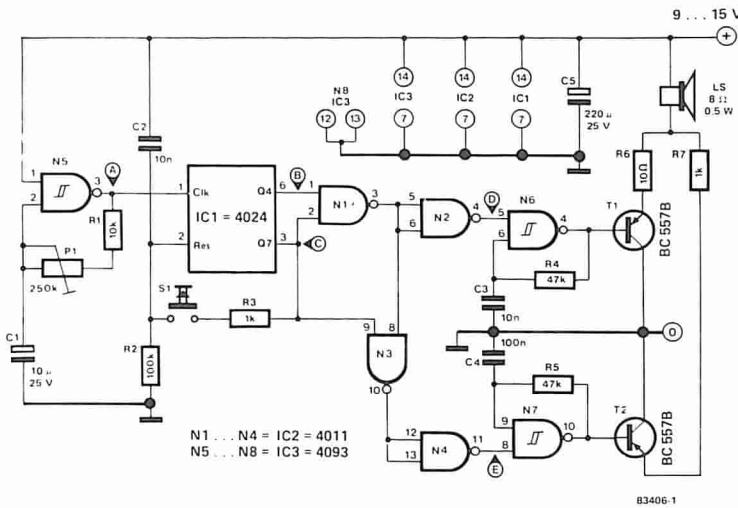 9 ... 15 V
+
N5
1
2
3
A
C2
10n
R1
10k
P1
250k
C1
10 µ
25 V
R2
100k
S1
R3
1k
1
Clk
Q4
6
B
IC1 = 4024
2
Res
Q7
3
C
N8
IC3
12
13
14
IC3
7
14
IC2
7
14
IC1
7
C5
220 µ
25 V
LS
8 Ω
0.5 W
R6
10Ω
R7
1k
1
2
N1
3
5
6
N2
4
D
5
6
N6
4
T1
BC 557B
R4
47k
C3
10n
0
9
8
N3
10
100n
C4
R5
47k
12
13
N4
11
E
9
8
N7
10
T2
BC 557B
N1 ... N4 = IC2 = 4011
N5 ... N8 = IC3 = 4093
83406-1